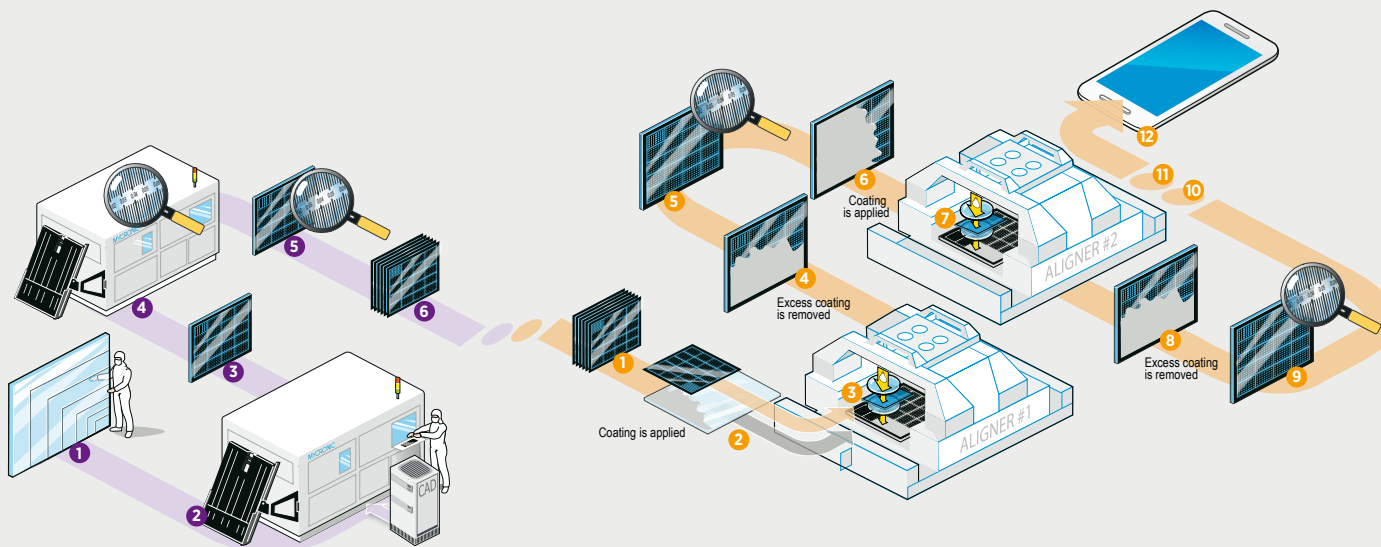 MYCRONIC
5
4
6
3
1
MYCRONIC
CAD
2
1
Coating is applied
2
3
ALIGNER #1
4
Excess coating
is removed
5
6
Coating
is applied
7
ALIGNER #2
8
Excess coating
is removed
9
10
11
12